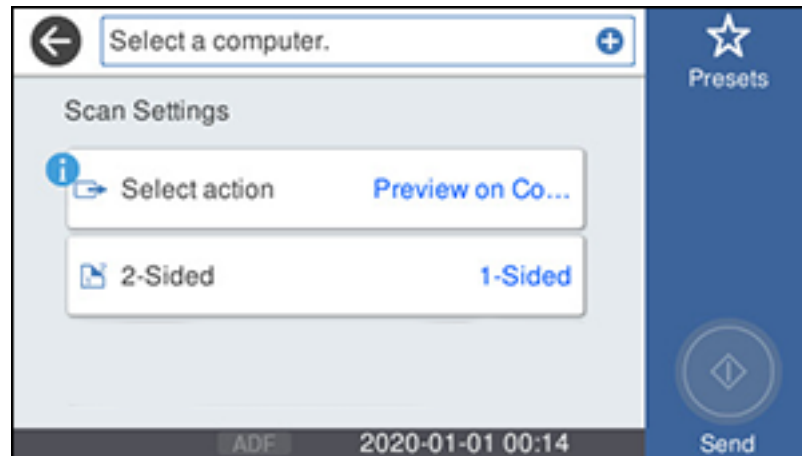 Select a computer.
Presets
Scan Settings
Select action Preview on Co...
2-Sided 1-Sided
ADF 2020-01-01 00:14
Send